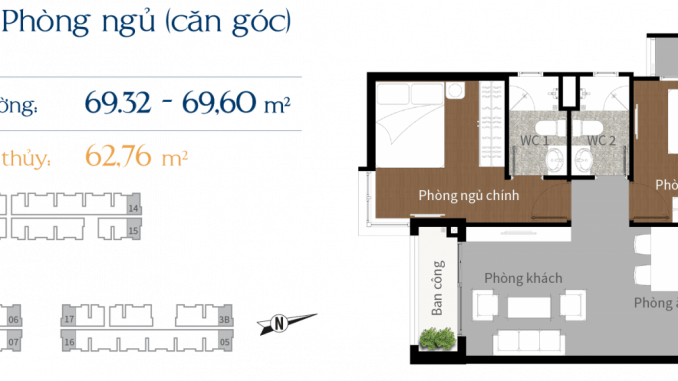 Phòng ngủ (căn góc)
ờng: 69.32 - 69,60 m²
thủy: 62,76 m²
14
15
06
07
17
16
3B
05
N
WC 1
WC 2
Phòng ngủ chính
Phò
Ban công
Phòng khách
Phòng ă